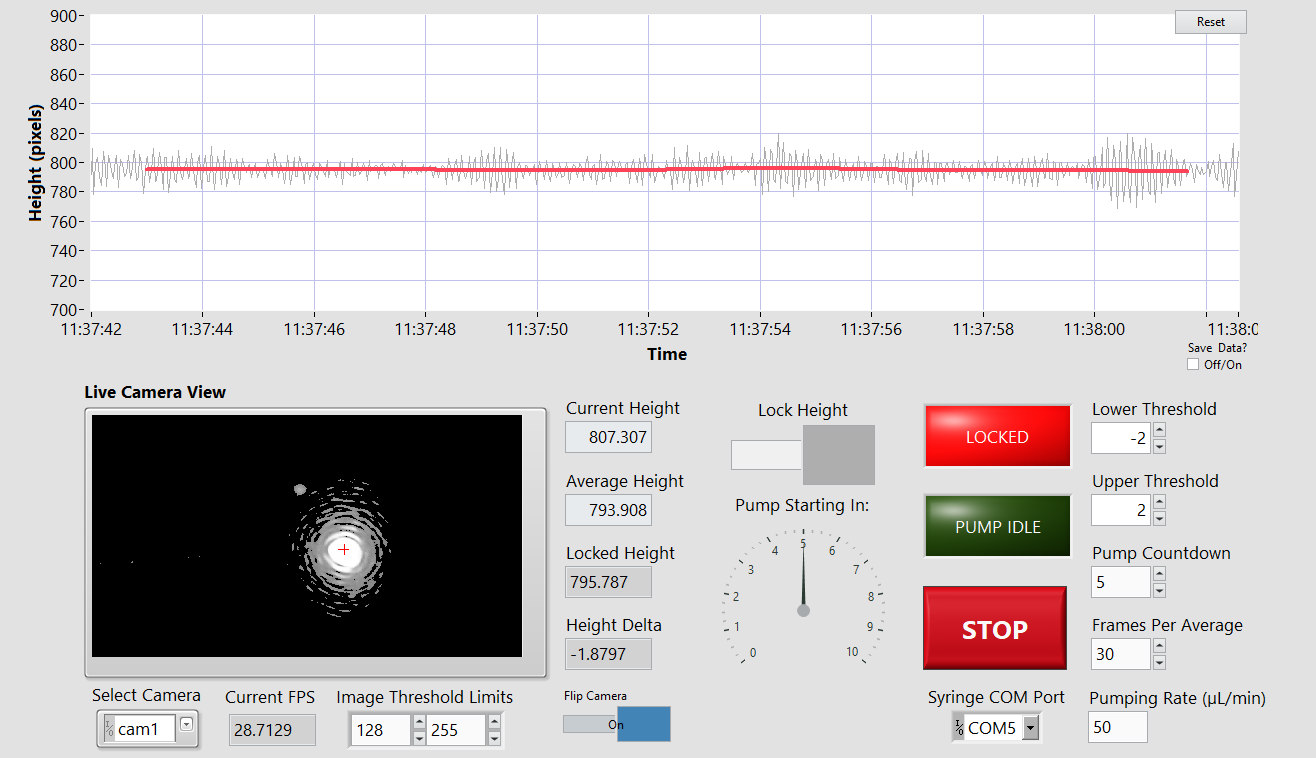 900
Reset
880
860
840
820
800
780
760
740
720
700
Height (pixels)
11:37:42 11:37:44 11:37:46 11:37:48 11:37:50 11:37:52 11:37:54 11:37:56 11:37:58 11:38:00 11:38:0
Time
Save Data?
Off/On
Live Camera View
Current Height
807.307
Average Height
793.908
Locked Height
795.787
Height Delta
-1.8797
Lock Height
Pump Starting In:
0 1 2 3 4 5 6 7 8 9 10
LOCKED
PUMP IDLE
STOP
Lower Threshold
-2
Upper Threshold
2
Pump Countdown
5
Frames Per Average
30
Select Camera
I/O cam1
Current FPS
28.7129
Image Threshold Limits
128 255
Flip Camera
On
Syringe COM Port
I/O COM5
Pumping Rate (µL/min)
50